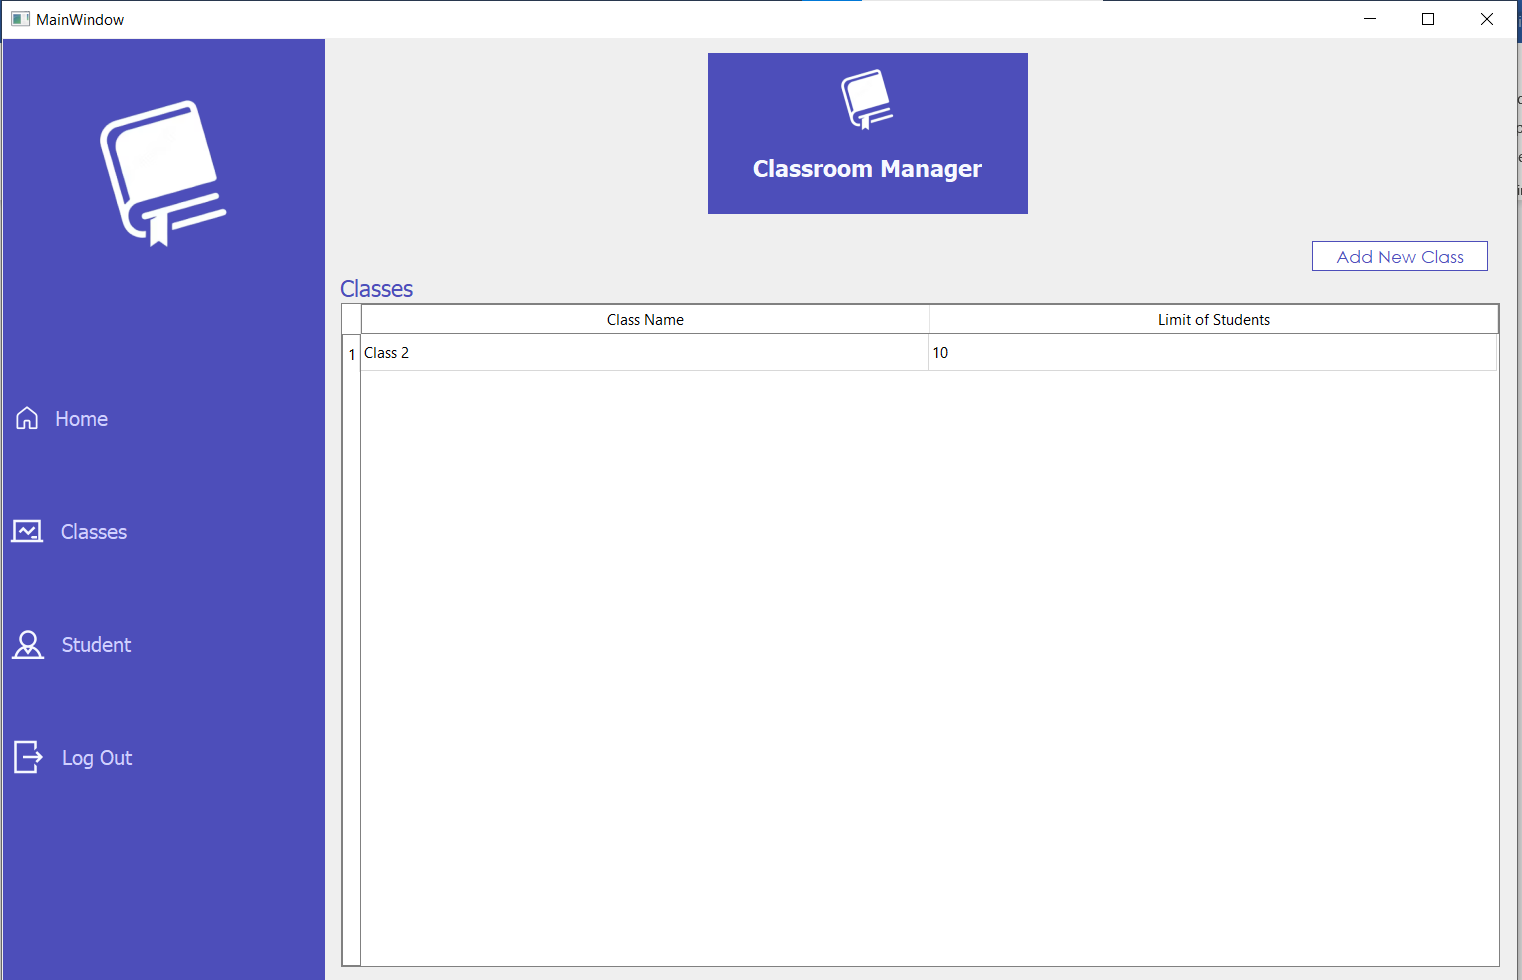 MainWindow
Classroom Manager
Add New Class
Classes
Class Name Limit of Students
1 Class 2 10
Home
Classes
Student
Log Out